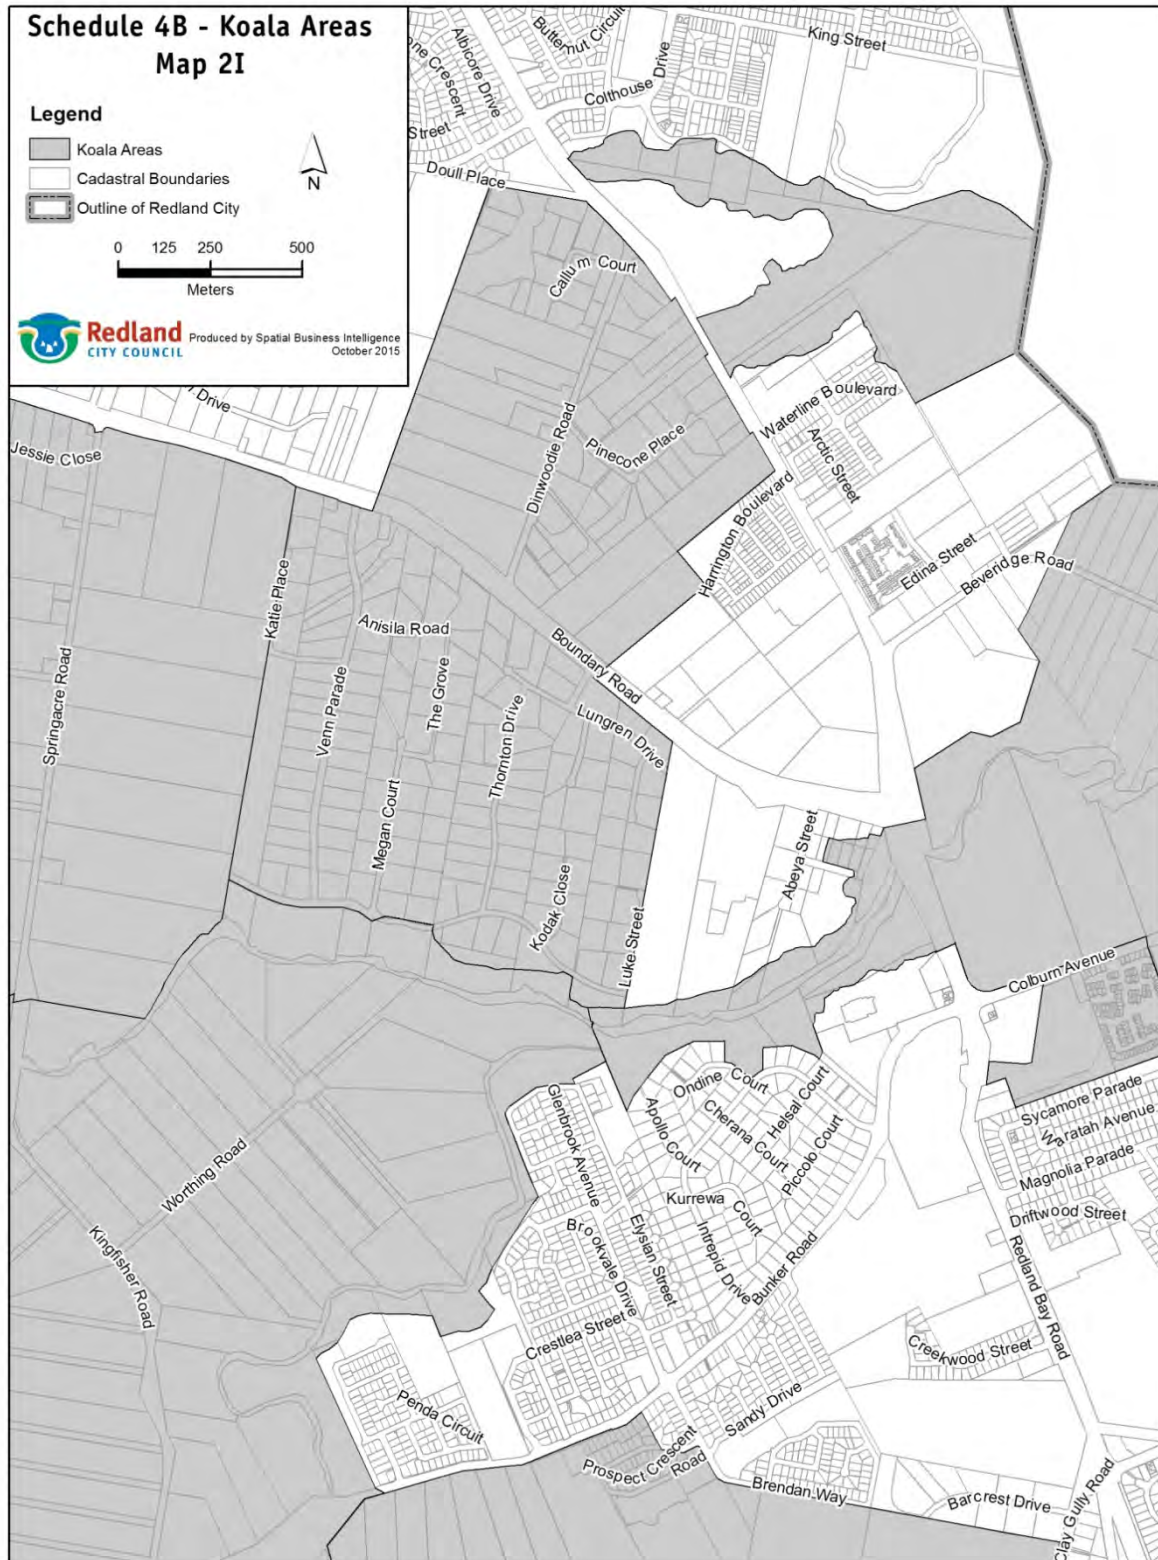 Schedule 4B - Koala Areas
Map 2I
Legend
Koala Areas
Cadastral Boundaries
Outline of Redland City
N
0 125 250 500
Meters
Redland
CITY COUNCIL
Produced by Spatial Business Intelligence
October 2015
Butternut Circuit
King Street
Albicore Drive
one Crescent
Colthouse Drive
Street
Doull Place
Callum Court
Drive
Jessie Close
Waterline Boulevard
Dinwoodie Road
Pinecone Place
Arctic Street
Harrington Boulevard
Edina Street
Beveridge Road
Katie Place
Anisila Road
Boundary Road
Springacre Road
Venn Parade
The Grove
Lungren Drive
Thornton Drive
Megan Court
Abeya Street
Kodak Close
Luke Street
Colburn Avenue
Ondine Court
Helsal Court
Sycamore Parade
Glenbrook Avenue
Apollo Court
Cherana Court
Waratah Avenue
Piccolo Court
Magnolia Parade
Worthing Road
Kurrewa Court
Driftwood Street
Kingfisher Road
Brookvale Drive
Elysian Street
Intrepid Drive
Bunker Road
Redland Bay Road
Crestlea Street
Creekwood Street
Penda Circuit
Sandy Drive
Prospect Crescent
Road
Brendan Way
Barcrest Drive
Clay Gully Road